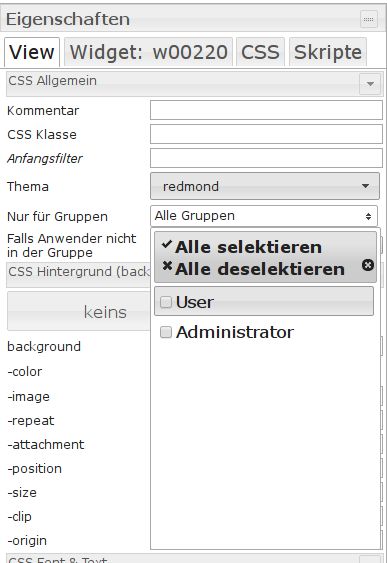 Eigenschaften
View Widget: w00220 CSS Skripte
CSS Allgemein
Kommentar
CSS Klasse
Anfangsfilter
Thema redmond
Nur für Gruppen Alle Gruppen
Falls Anwender nicht
in der Gruppe
Alle selektieren
Alle deselektieren
CSS Hintergrund (back
User
keins
Administrator
background
-color
-image
-repeat
-attachment
-position
-size
-clip
-origin
CSS Font & Text